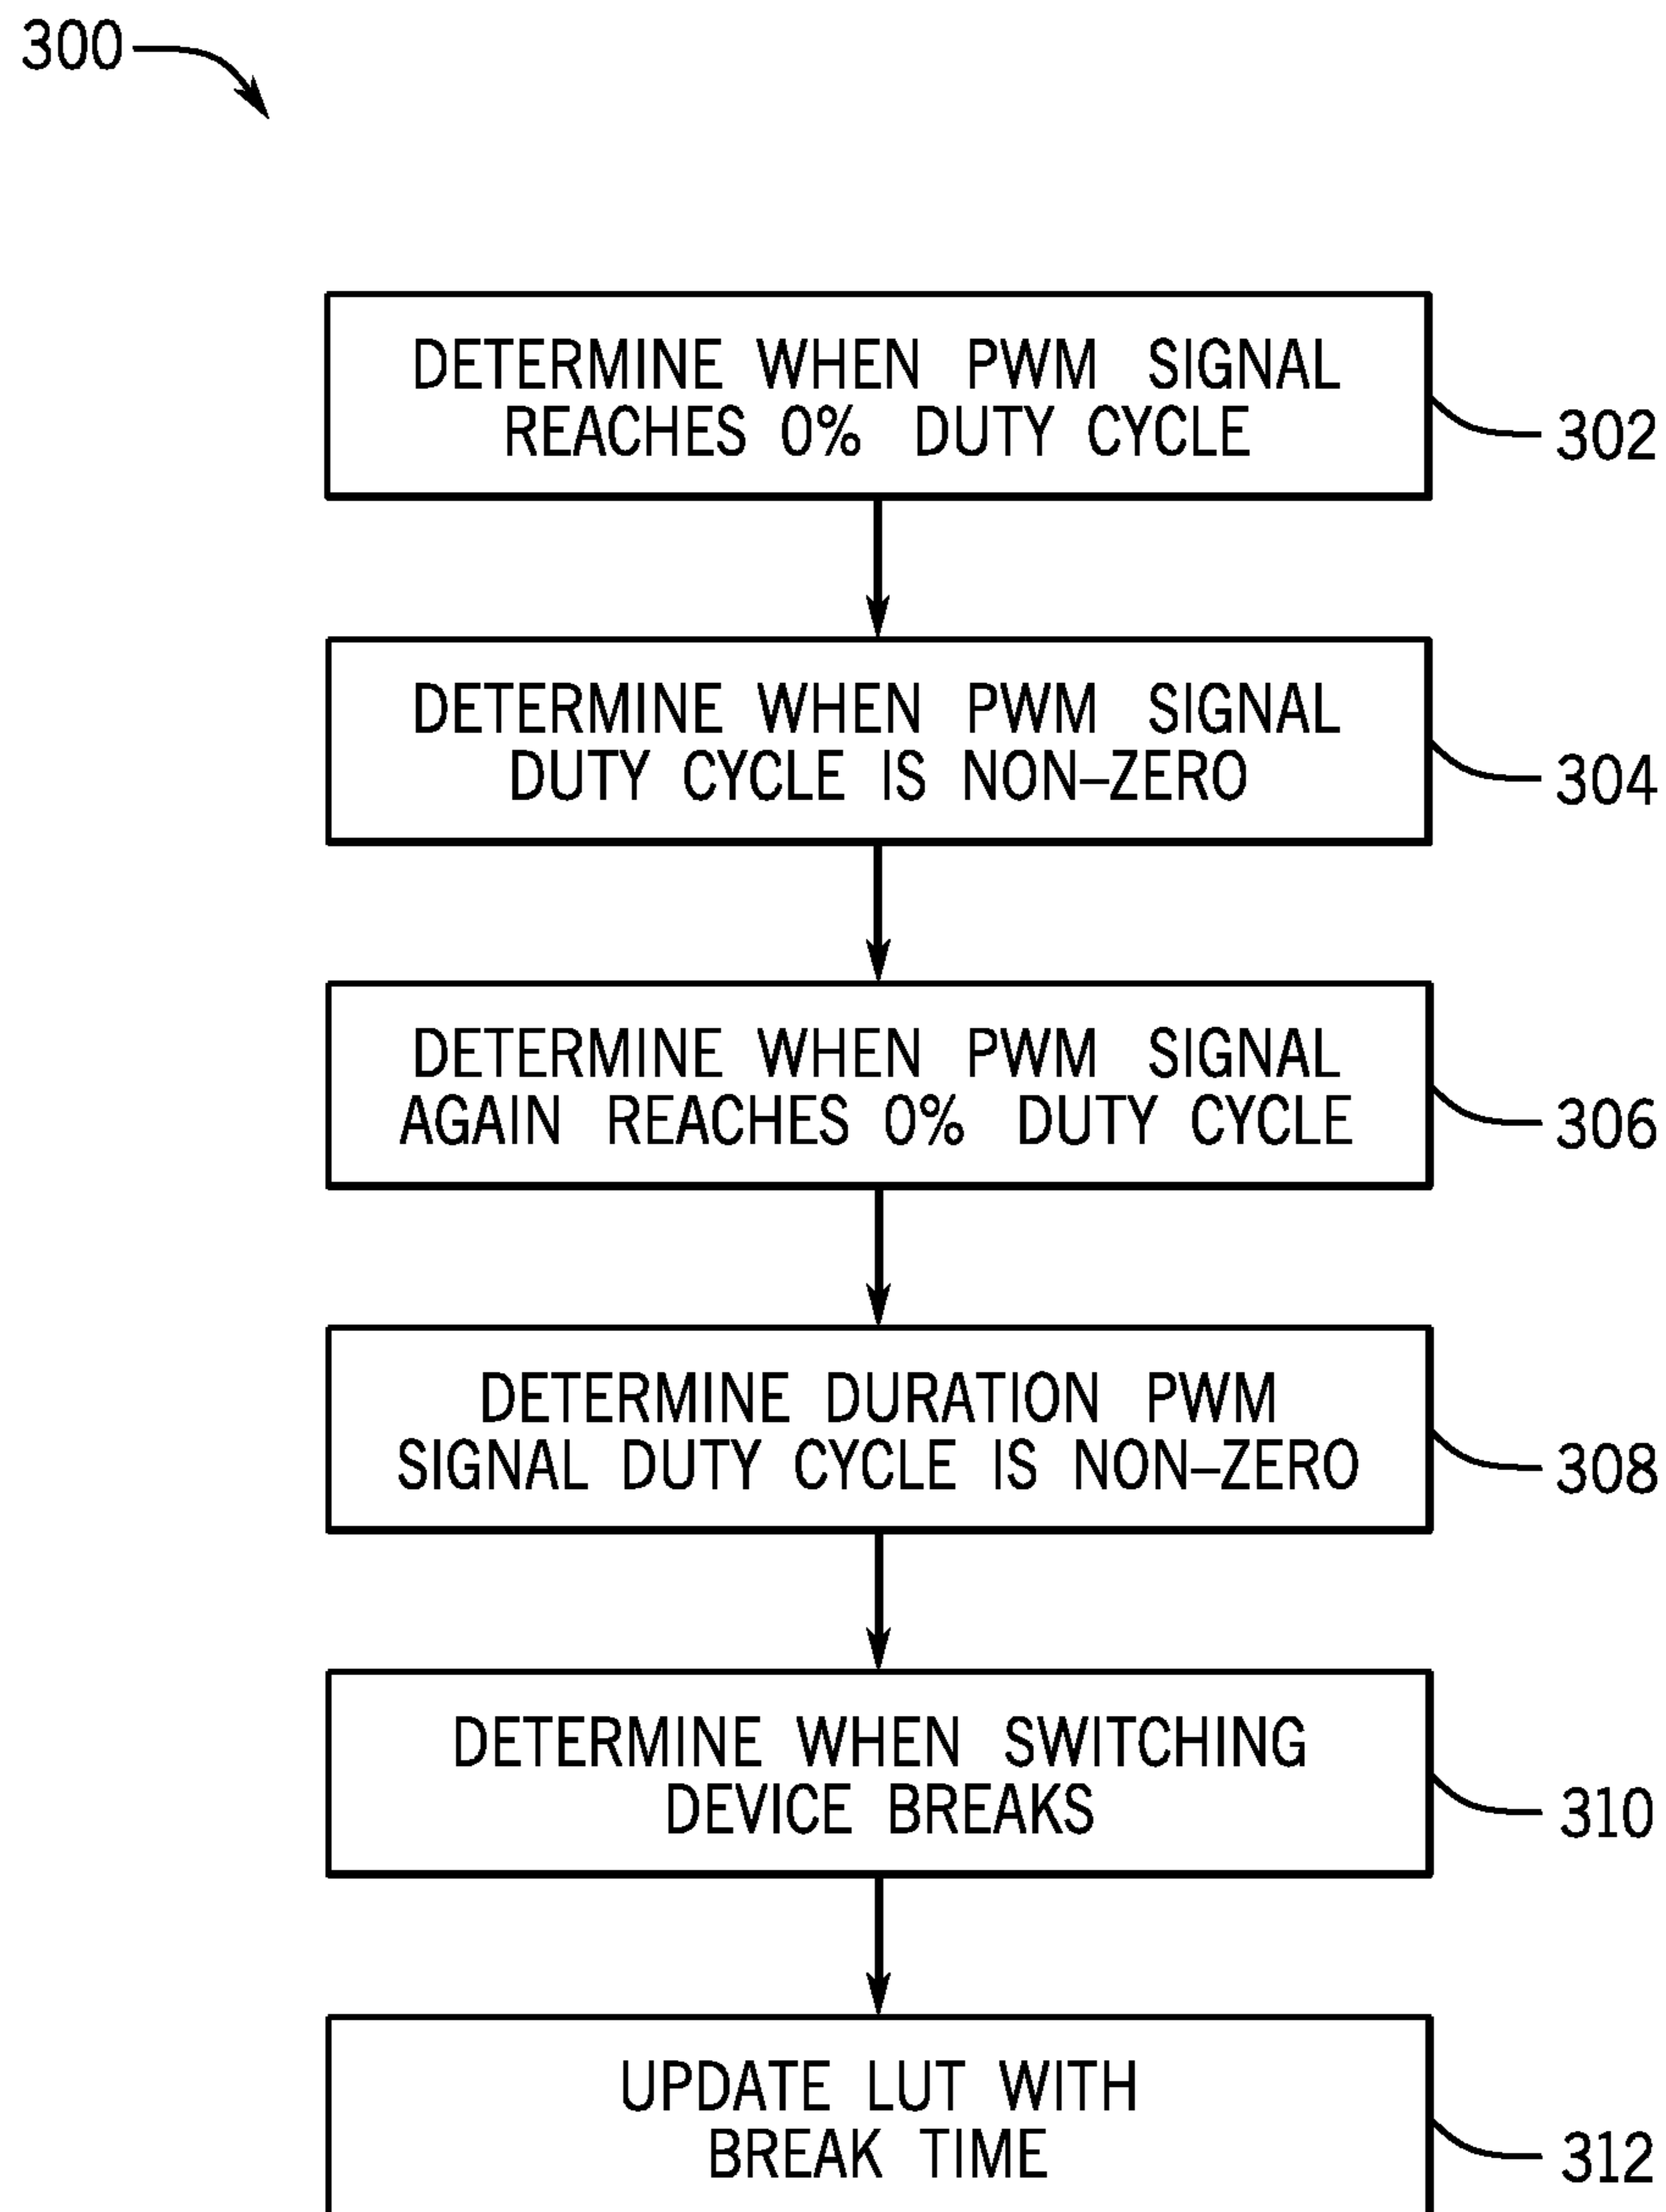 300
DETERMINE WHEN PWM SIGNAL
REACHES 0% DUTY CYCLE
302
DETERMINE WHEN PWM SIGNAL
DUTY CYCLE IS NON–ZERO
304
DETERMINE WHEN PWM SIGNAL
AGAIN REACHES 0% DUTY CYCLE
306
DETERMINE DURATION PWM
SIGNAL DUTY CYCLE IS NON–ZERO
308
DETERMINE WHEN SWITCHING
DEVICE BREAKS
310
UPDATE LUT WITH
BREAK TIME
312